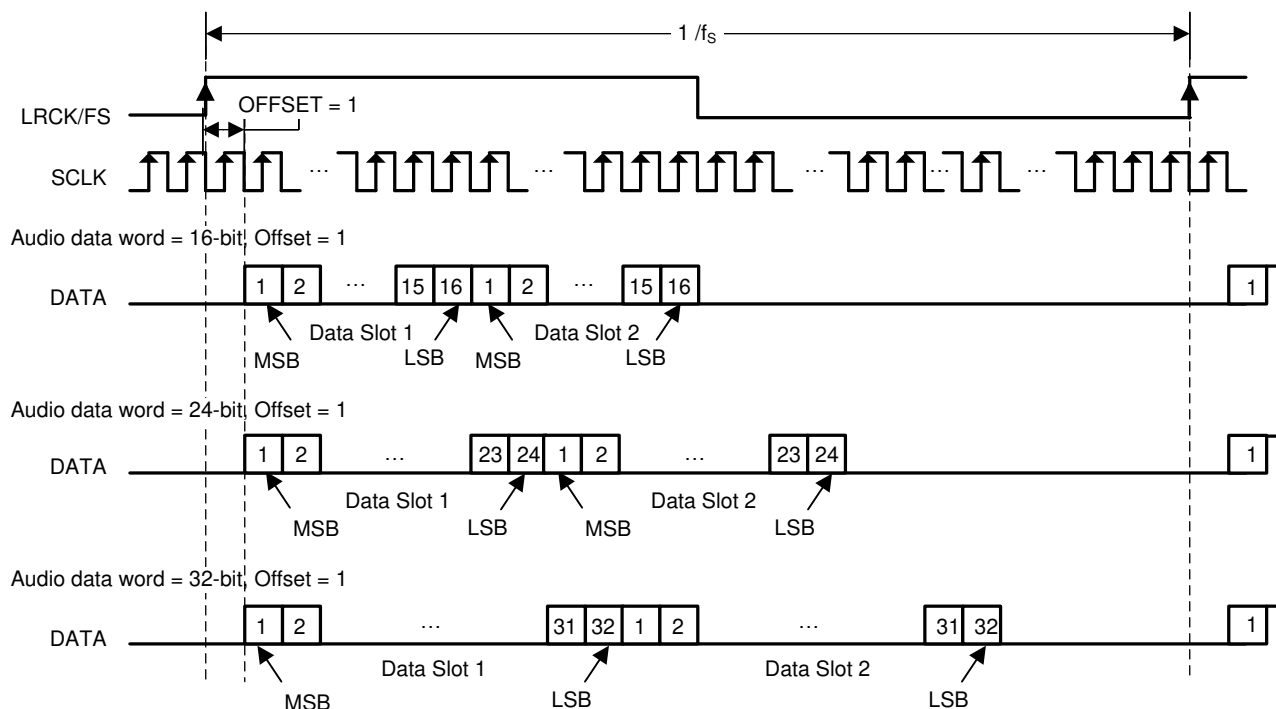 1 /fS
LRCK/FS
OFFSET = 1
SCLK
... ... ... ... ...
Audio data word = 16-bit, Offset = 1
DATA
1 2 ... 15 16 1 2 ... 15 16 1
Data Slot 1 Data Slot 2
MSB LSB MSB LSB
Audio data word = 24-bit, Offset = 1
DATA
1 2 ... 23 24 1 2 ... 23 24 1
Data Slot 1 Data Slot 2
MSB LSB MSB LSB
Audio data word = 32-bit, Offset = 1
DATA
1 2 ... 31 32 1 2 ... 31 32 1
Data Slot 1 Data Slot 2
MSB LSB LSB